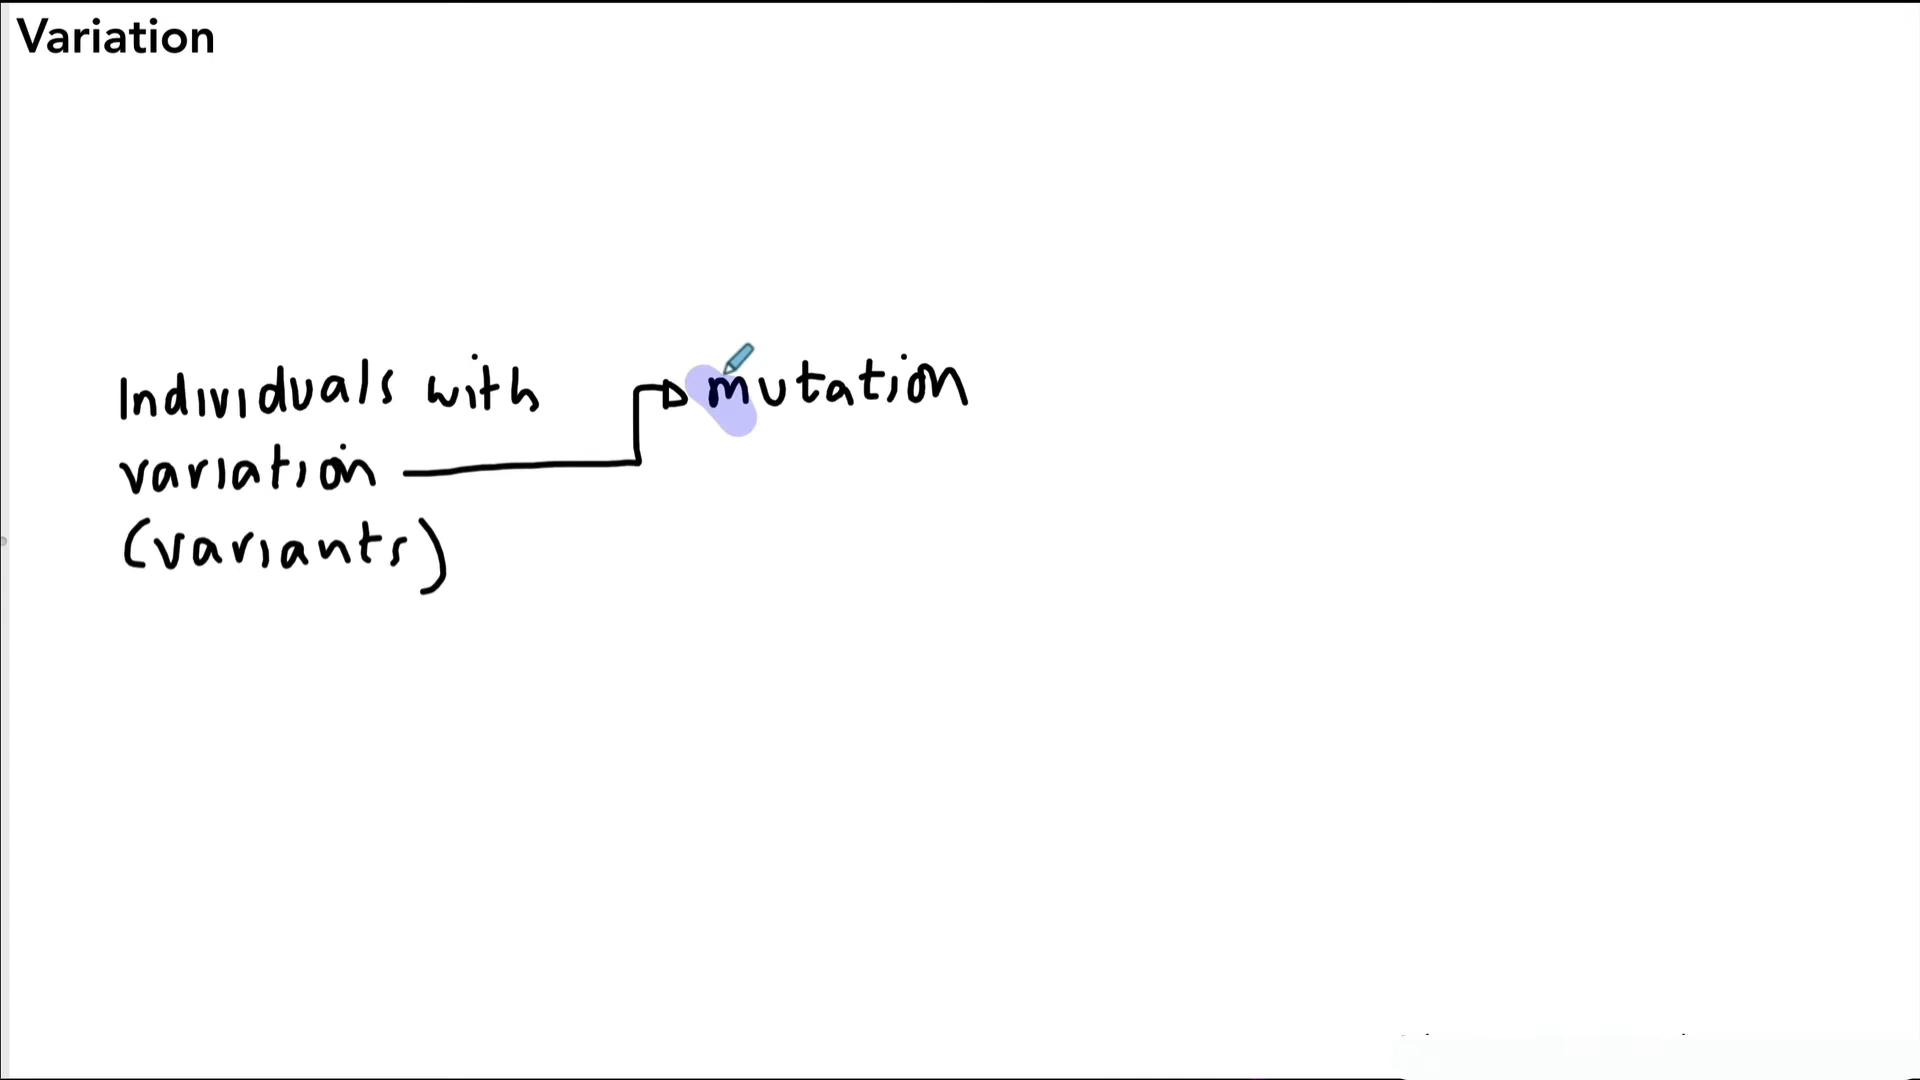 Variation
Individuals with
variation
(variants)
mutation